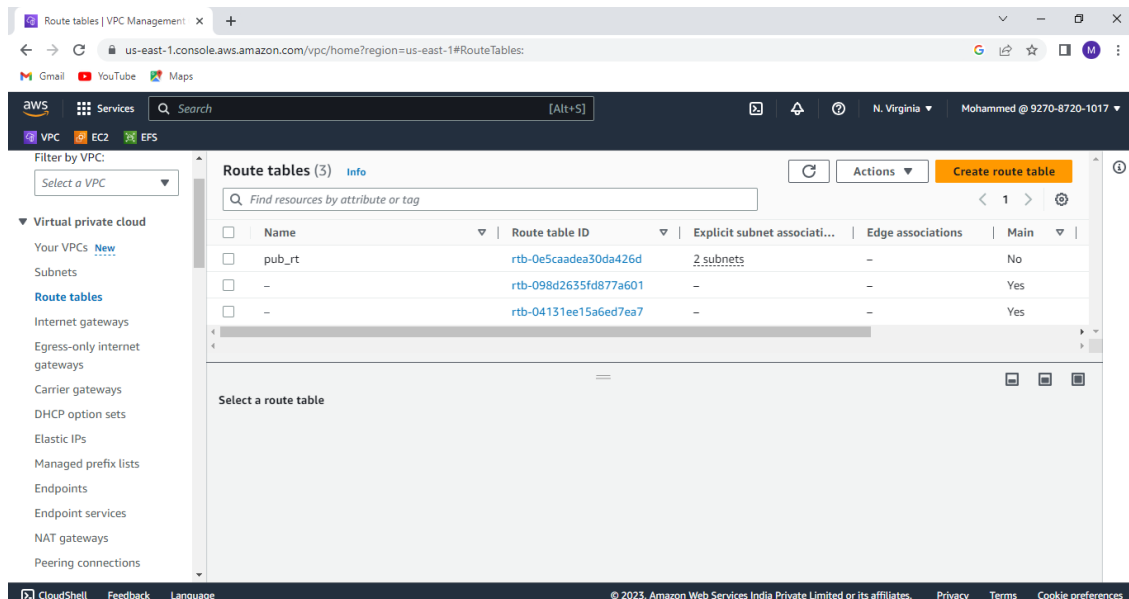 Route tables | VPC Management
us-east-1.console.aws.amazon.com/vpc/home?region=us-east-1#RouteTables:
G M
Gmail YouTube Maps
aws Services Search [Alt+S] N. Virginia Mohammed @ 9270-8720-1017
VPC EC2 EFS
Filter by VPC:
Select a VPC
Virtual private cloud
Your VPCs New
Subnets
Route tables
Internet gateways
Egress-only internet
gateways
Carrier gateways
DHCP option sets
Elastic IPs
Managed prefix lists
Endpoints
Endpoint services
NAT gateways
Peering connections
Route tables (3) Info
Actions Create route table
Find resources by attribute or tag
1
Name Route table ID Explicit subnet associati... Edge associations Main
pub_rt rtb-0e5caadea30da426d 2 subnets – No
– rtb-098d2635fd877a601 – – Yes
– rtb-04131ee15a6ed7ea7 – – Yes
Select a route table
CloudShell Feedback Language © 2023, Amazon Web Services India Private Limited or its affiliates. Privacy Terms Cookie preferences